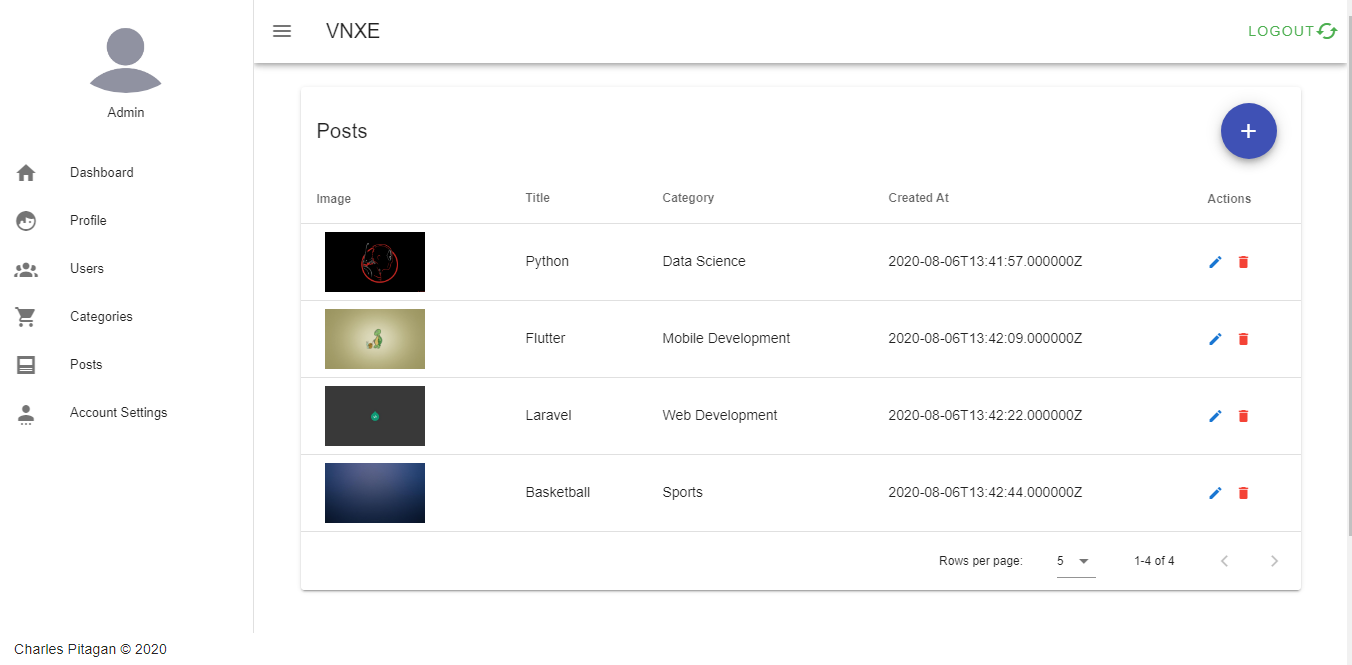 VNXE
LOGOUT
Admin
Dashboard
Profile
Users
Categories
Posts
Account Settings
Posts
Image Title Category Created At Actions
Python Data Science 2020-08-06T13:41:57.000000Z
Flutter Mobile Development 2020-08-06T13:42:09.000000Z
Laravel Web Development 2020-08-06T13:42:22.000000Z
Basketball Sports 2020-08-06T13:42:44.000000Z
Rows per page: 5 1-4 of 4
Charles Pitagan © 2020